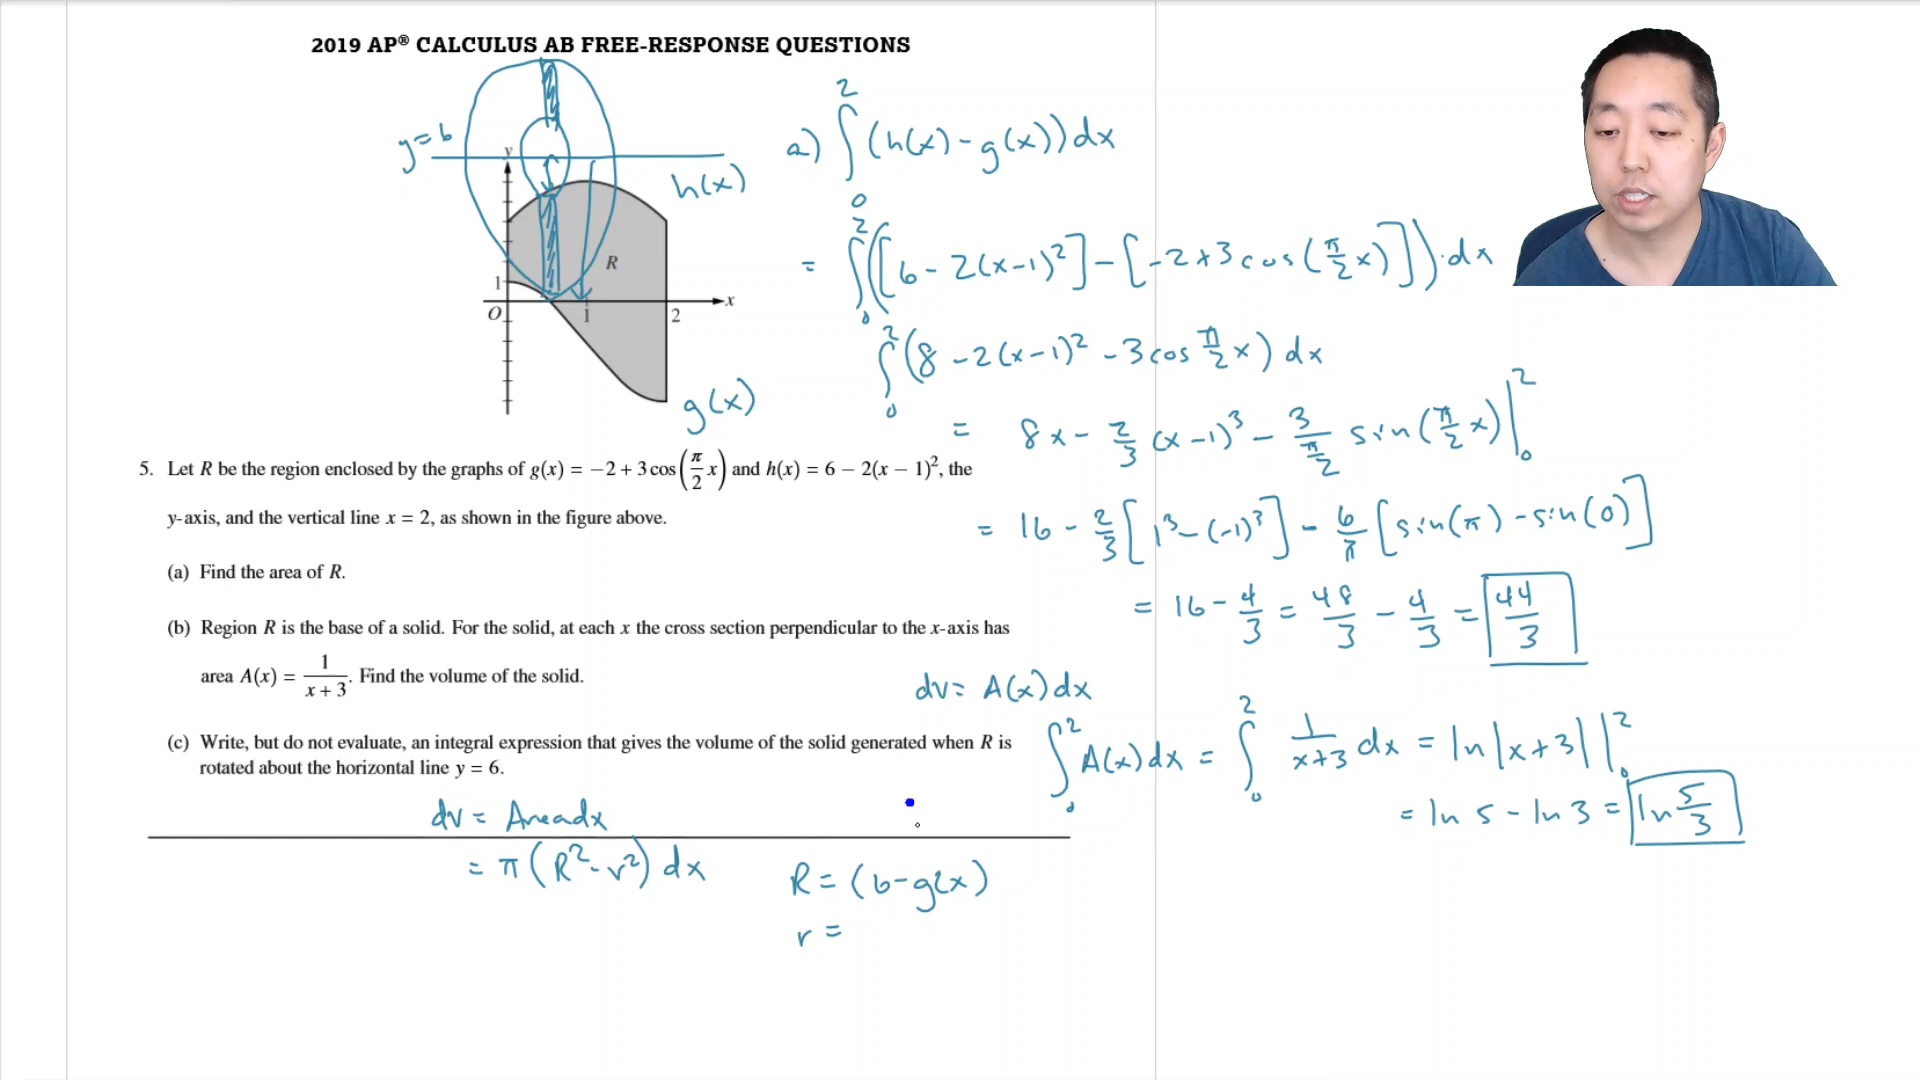 2019 AP® CALCULUS AB FREE-RESPONSE QUESTIONS
y=6
y
h(x)
R
1
O
1
2
x
g(x)
5. Let R be the region enclosed by the graphs of g(x) = −2 + 3 cos(π/2 x) and h(x) = 6 − 2(x − 1)², the
y-axis, and the vertical line x = 2, as shown in the figure above.
(a) Find the area of R.
(b) Region R is the base of a solid. For the solid, at each x the cross section perpendicular to the x-axis has
area A(x) = 1/(x + 3). Find the volume of the solid.
(c) Write, but do not evaluate, an integral expression that gives the volume of the solid generated when R is
rotated about the horizontal line y = 6.
a) ∫₀² (h(x) - g(x)) dx
= ∫₀² ([6 - 2(x-1)²] - [-2+3cos(π/2 x)])·dx
∫₀² (8 - 2(x-1)² - 3cos π/2 x) dx
= 8x - 2/3 (x-1)³ - 3/(π/2) sin(π/2 x) |₀²
= 16 - 2/3 [1³ - (-1)³] - 6/π [sin(π) - sin(0)]
= 16 - 4/3 = 48/3 - 4/3 = 44/3
dv= A(x)dx
∫₀² A(x)dx = ∫₀² 1/(x+3) dx = ln|x+3| |₀²
= ln 5 - ln 3 = ln 5/3
dv = Area dx
= π(R²-r²) dx
R = (6-g(x))
r =